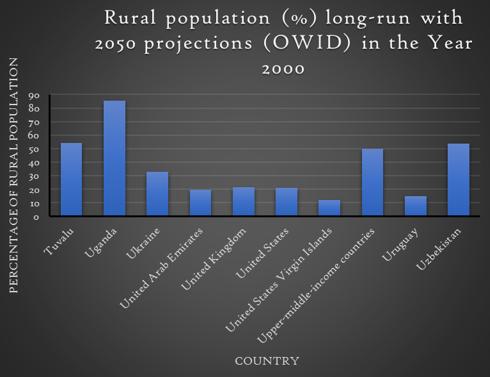 Rural population (%) long-run with
2050 projections (OWID) in the Year
2000
PERCENTAGE OF RURAL POPULATION
90
80
70
60
50
40
30
20
10
0
Tuvalu
Uganda
Ukraine
United Arab Emirates
United Kingdom
United States
United States Virgin Islands
Upper-middle-income countries
Uruguay
Uzbekistan
COUNTRY